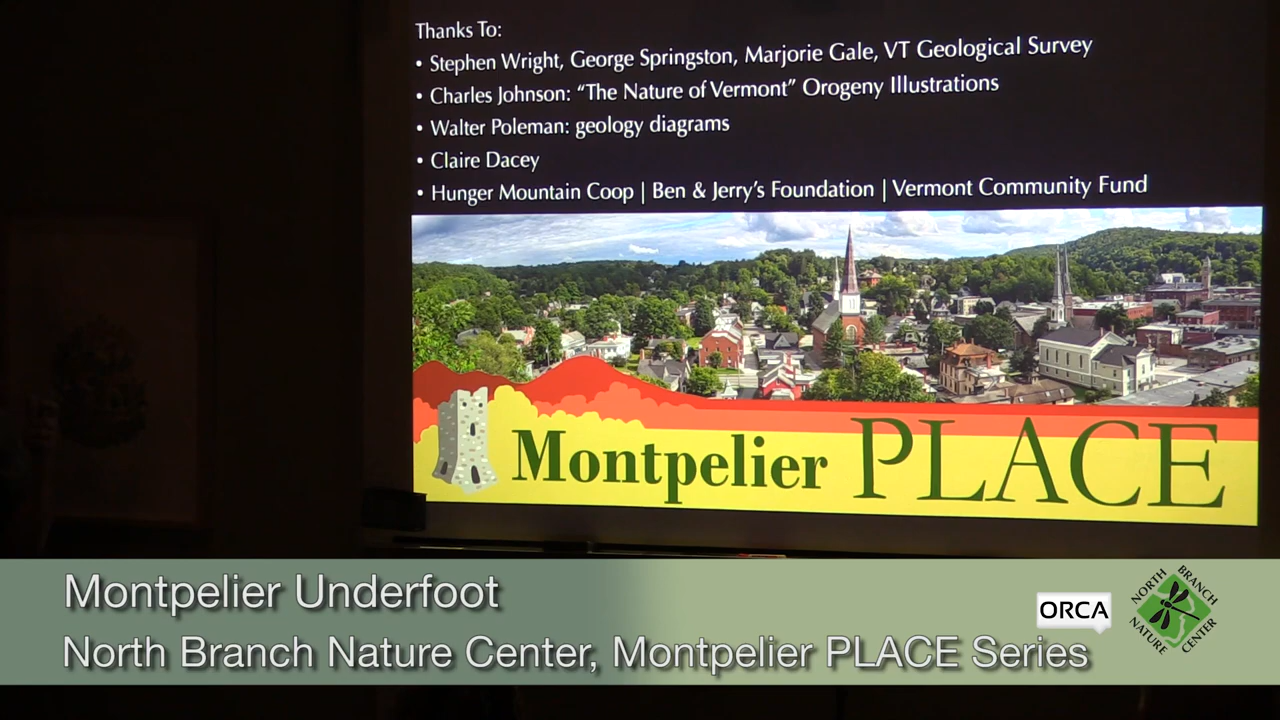 Thanks To:
• Stephen Wright, George Springston, Marjorie Gale, VT Geological Survey
• Charles Johnson: “The Nature of Vermont” Orogeny Illustrations
• Walter Poleman: geology diagrams
• Claire Dacey
• Hunger Mountain Coop | Ben & Jerry’s Foundation | Vermont Community Fund
Montpelier PLACE
Montpelier Underfoot
North Branch Nature Center, Montpelier PLACE Series
ORCA
NORTH BRANCH
NATURE CENTER